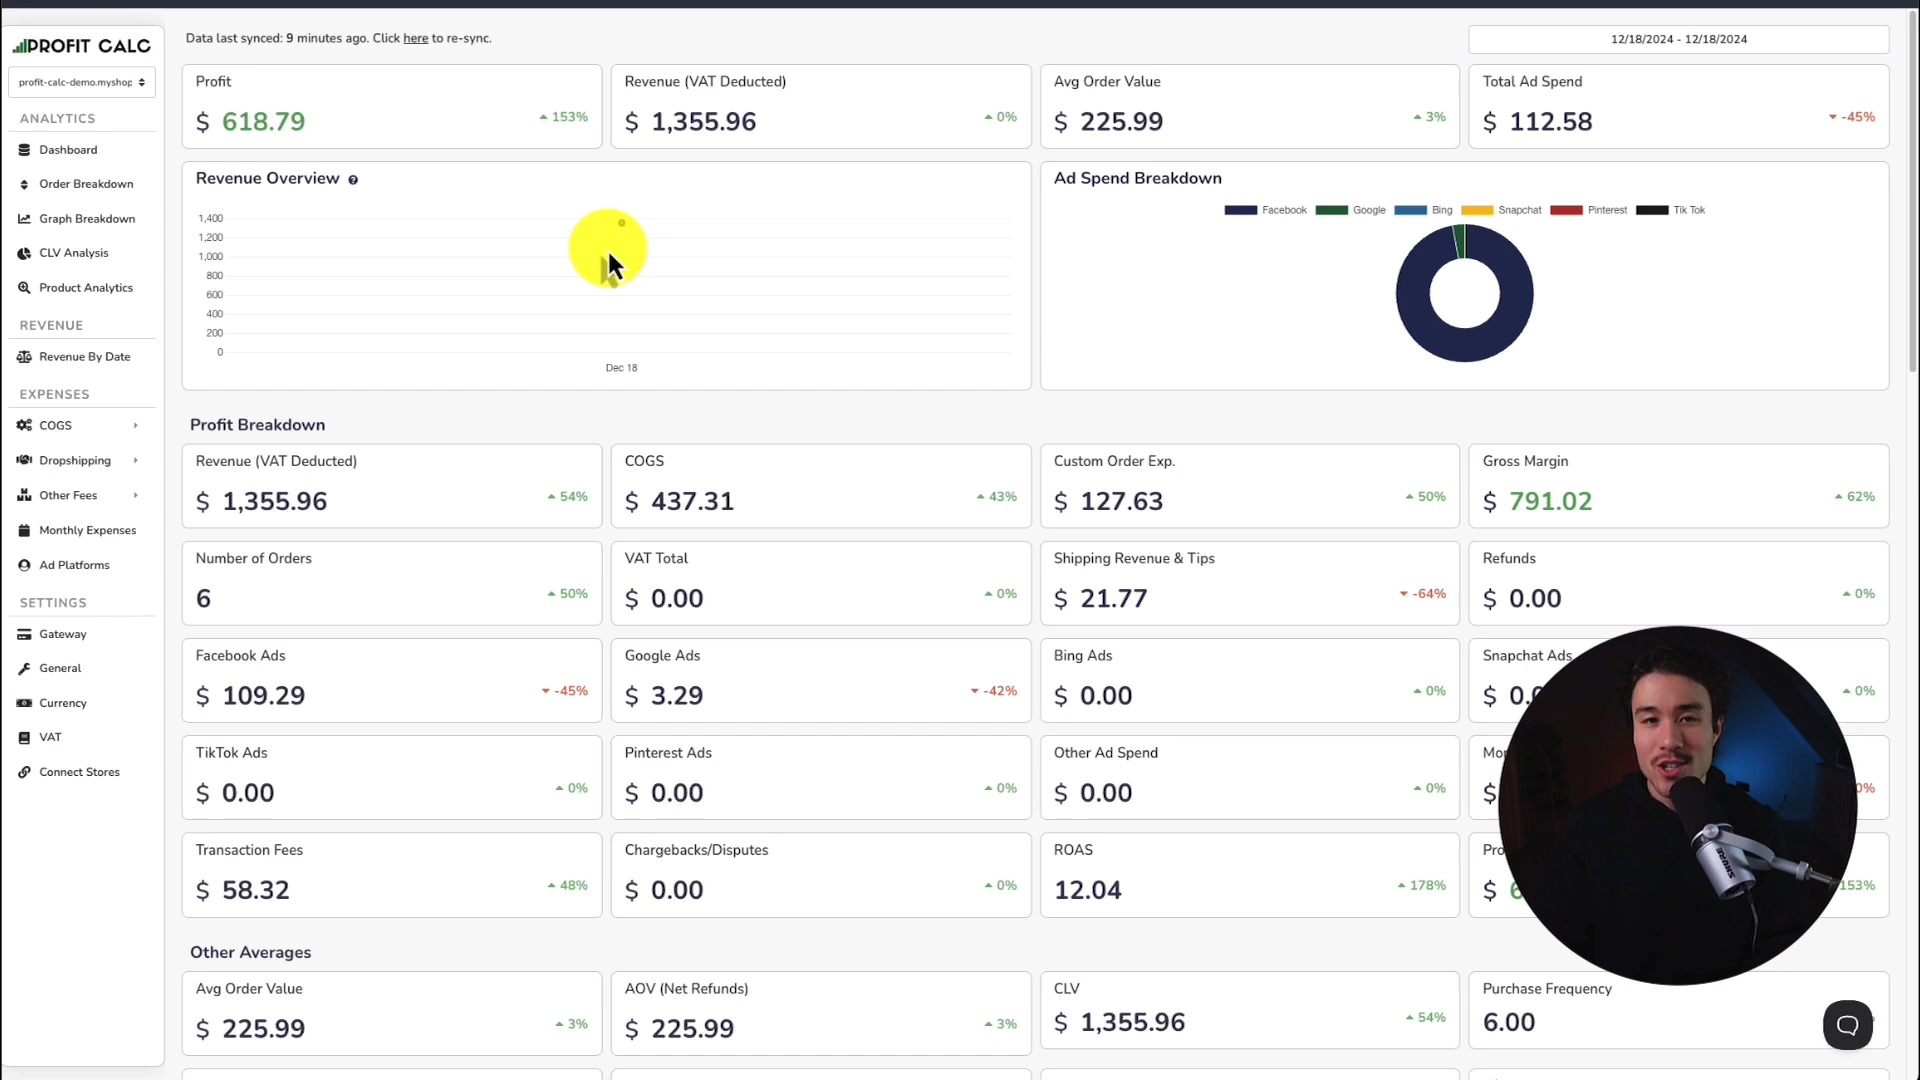 PROFIT CALC
profit-calc-demo.myshop
ANALYTICS
Dashboard
Order Breakdown
Graph Breakdown
CLV Analysis
Product Analytics
REVENUE
Revenue By Date
EXPENSES
COGS
Dropshipping
Other Fees
Monthly Expenses
Ad Platforms
SETTINGS
Gateway
General
Currency
VAT
Connect Stores
Data last synced: 9 minutes ago. Click here to re-sync.
12/18/2024 - 12/18/2024
Profit
$ 618.79
153%
Revenue (VAT Deducted)
$ 1,355.96
0%
Avg Order Value
$ 225.99
3%
Total Ad Spend
$ 112.58
-45%
Revenue Overview
1,400
1,200
1,000
800
600
400
200
0
Dec 18
Ad Spend Breakdown
Facebook
Google
Bing
Snapchat
Pinterest
Tik Tok
Profit Breakdown
Revenue (VAT Deducted)
$ 1,355.96
54%
COGS
$ 437.31
43%
Custom Order Exp.
$ 127.63
50%
Gross Margin
$ 791.02
62%
Number of Orders
6
50%
VAT Total
$ 0.00
0%
Shipping Revenue & Tips
$ 21.77
-64%
Refunds
$ 0.00
0%
Facebook Ads
$ 109.29
-45%
Google Ads
$ 3.29
-42%
Bing Ads
$ 0.00
0%
Snapchat Ads
$ 0.0
0%
TikTok Ads
$ 0.00
0%
Pinterest Ads
$ 0.00
0%
Other Ad Spend
$ 0.00
0%
Mon
$
0%
Transaction Fees
$ 58.32
48%
Chargebacks/Disputes
$ 0.00
0%
ROAS
12.04
178%
Pro
$ 6
153%
SHURE
Other Averages
Avg Order Value
$ 225.99
3%
AOV (Net Refunds)
$ 225.99
3%
CLV
$ 1,355.96
54%
Purchase Frequency
6.00